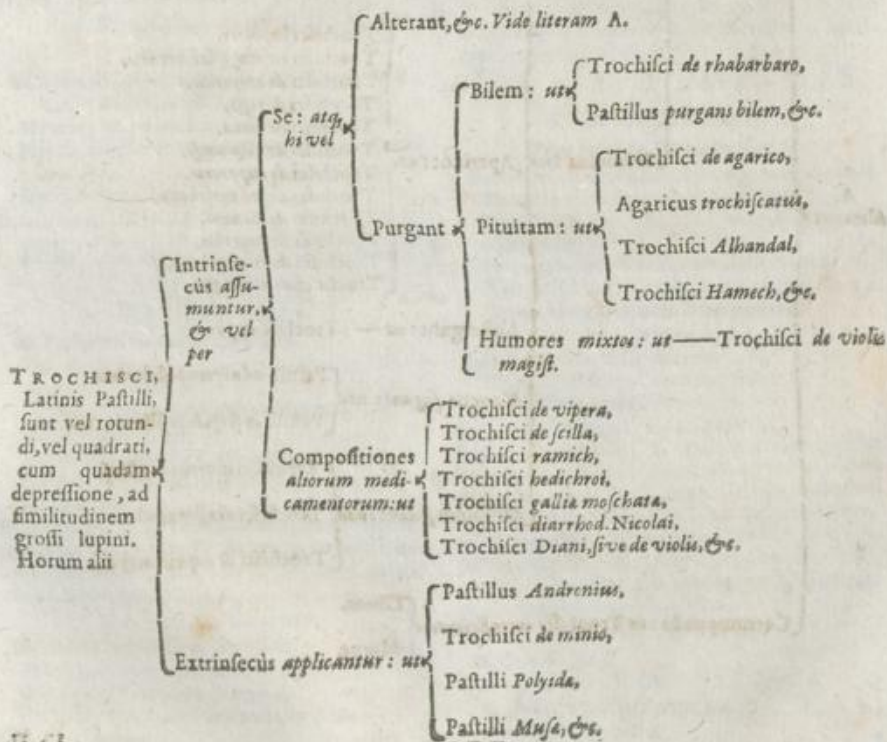 Alterant, &c. Vide literam A.
Trochiſci de rhabarbaro,
Bilem : ut
Paſtillus purgans bilem, &c.
Se : atq;
hi vel
Trochiſci de agarico,
Agaricus trochiſcatus,
Purgant
Pituitam : ut
Trochiſci Alhandal,
Trochiſci Hamech, &c.
Intrinſe-
cùs aſſu-
muntur,
& vel
per
Humores mixtos : ut — Trochiſci de violis
magiſt.
TROCHISCI,
Latinis Paſtilli,
ſunt vel rotun-
di, vel quadrati,
cum quadam
depreſſione, ad
ſimilitudinem
groſſi lupini.
Horum alii
Compoſitiones
aliorum medi-
camentorum: ut
Trochiſci de vipera,
Trochiſci de ſcilla,
Trochiſci ramich,
Trochiſci hedichroi,
Trochiſci galliæ moſchatæ,
Trochiſci diarrhod. Nicolai,
Trochiſci Diani, ſive de violis, &c.
Extrinſecùs applicantur : ut
Paſtillus Andronius,
Trochiſci de minio,
Paſtilli Polyidæ,
Paſtilli Muſæ, &c.